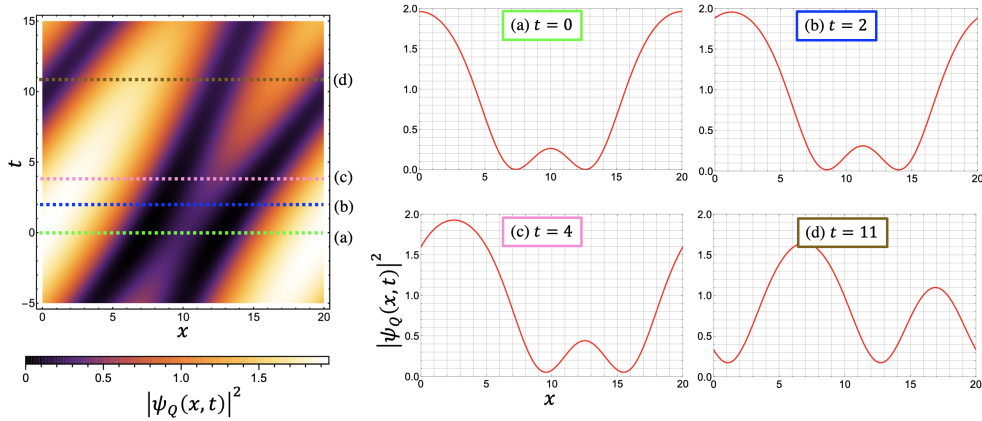 15
10
5
0
−5
t
(d)
(c)
(b)
(a)
0 5 10 15 20
x
0 0.5 1.0 1.5
|ψ_Q(x, t)|²
2.0
1.5
1.0
0.5
0.0
(a) t = 0
0 5 10 15 20
2.0
1.5
1.0
0.5
0.0
(b) t = 2
0 5 10 15 20
|ψ_Q(x, t)|²
2.0
1.5
1.0
0.5
0.0
(c) t = 4
0 5 10 15 20
x
2.0
1.5
1.0
0.5
0.0
(d) t = 11
0 5 10 15 20